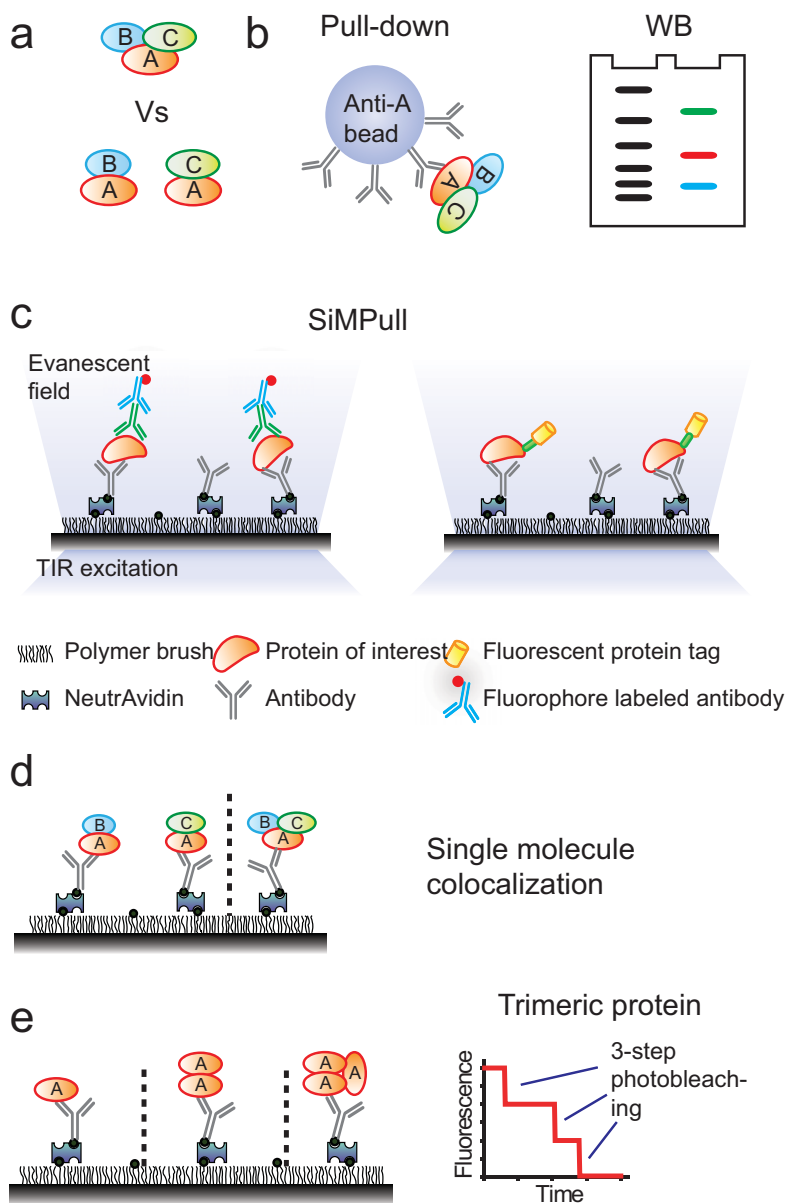 a
B
C
A
Vs
B
A
C
A
b
Pull-down
Anti-A
bead
A
B
C
WB
c
SiMPull
Evanescent
field
TIR excitation
Polymer brush
Protein of interest
Fluorescent protein tag
NeutrAvidin
Antibody
Fluorophore labeled antibody
d
B
A
C
A
B
C
A
Single molecule
colocalization
e
A
A
A
A
A
A
Trimeric protein
Fluorescence
3-step
photobleach-
ing
Time